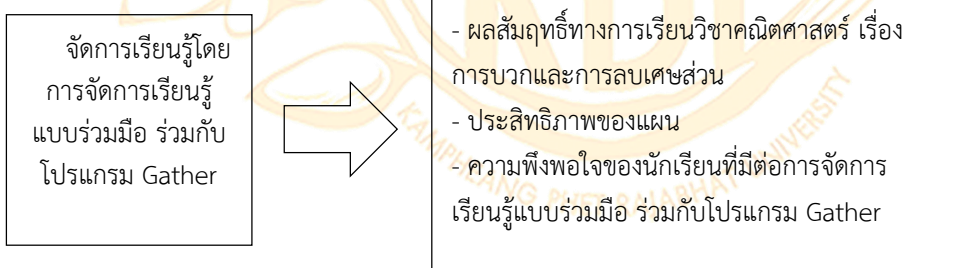 จัดการเรียนรู้โดย
การจัดการเรียนรู้
แบบร่วมมือ ร่วมกับ
โปรแกรม Gather
- ผลสัมฤทธิ์ทางการเรียนวิชาคณิตศาสตร์ เรื่อง
การบวกและการลบเศษส่วน
- ประสิทธิภาพของแผน
- ความพึงพอใจของนักเรียนที่มีต่อการจัดการ
เรียนรู้แบบร่วมมือ ร่วมกับโปรแกรม Gather